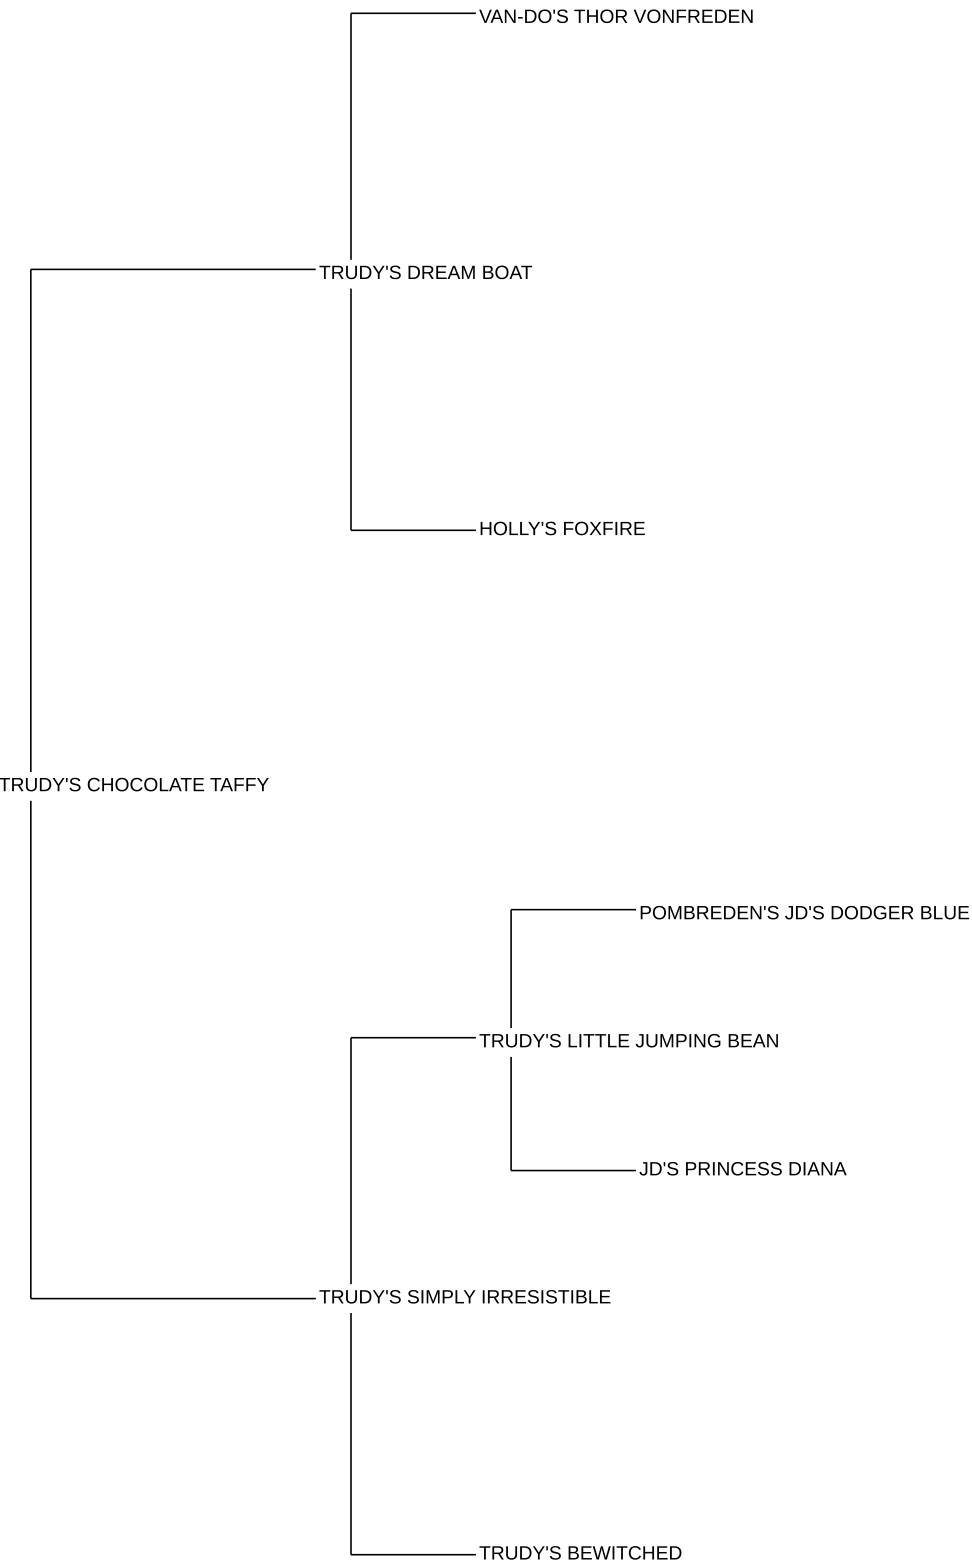 VAN-DO'S THOR VONFREDEN
TRUDY'S DREAM BOAT
HOLLY'S FOXFIRE
TRUDY'S CHOCOLATE TAFFY
POMBREDEN'S JD'S DODGER BLUE
TRUDY'S LITTLE JUMPING BEAN
JD'S PRINCESS DIANA
TRUDY'S SIMPLY IRRESISTIBLE
TRUDY'S BEWITCHED